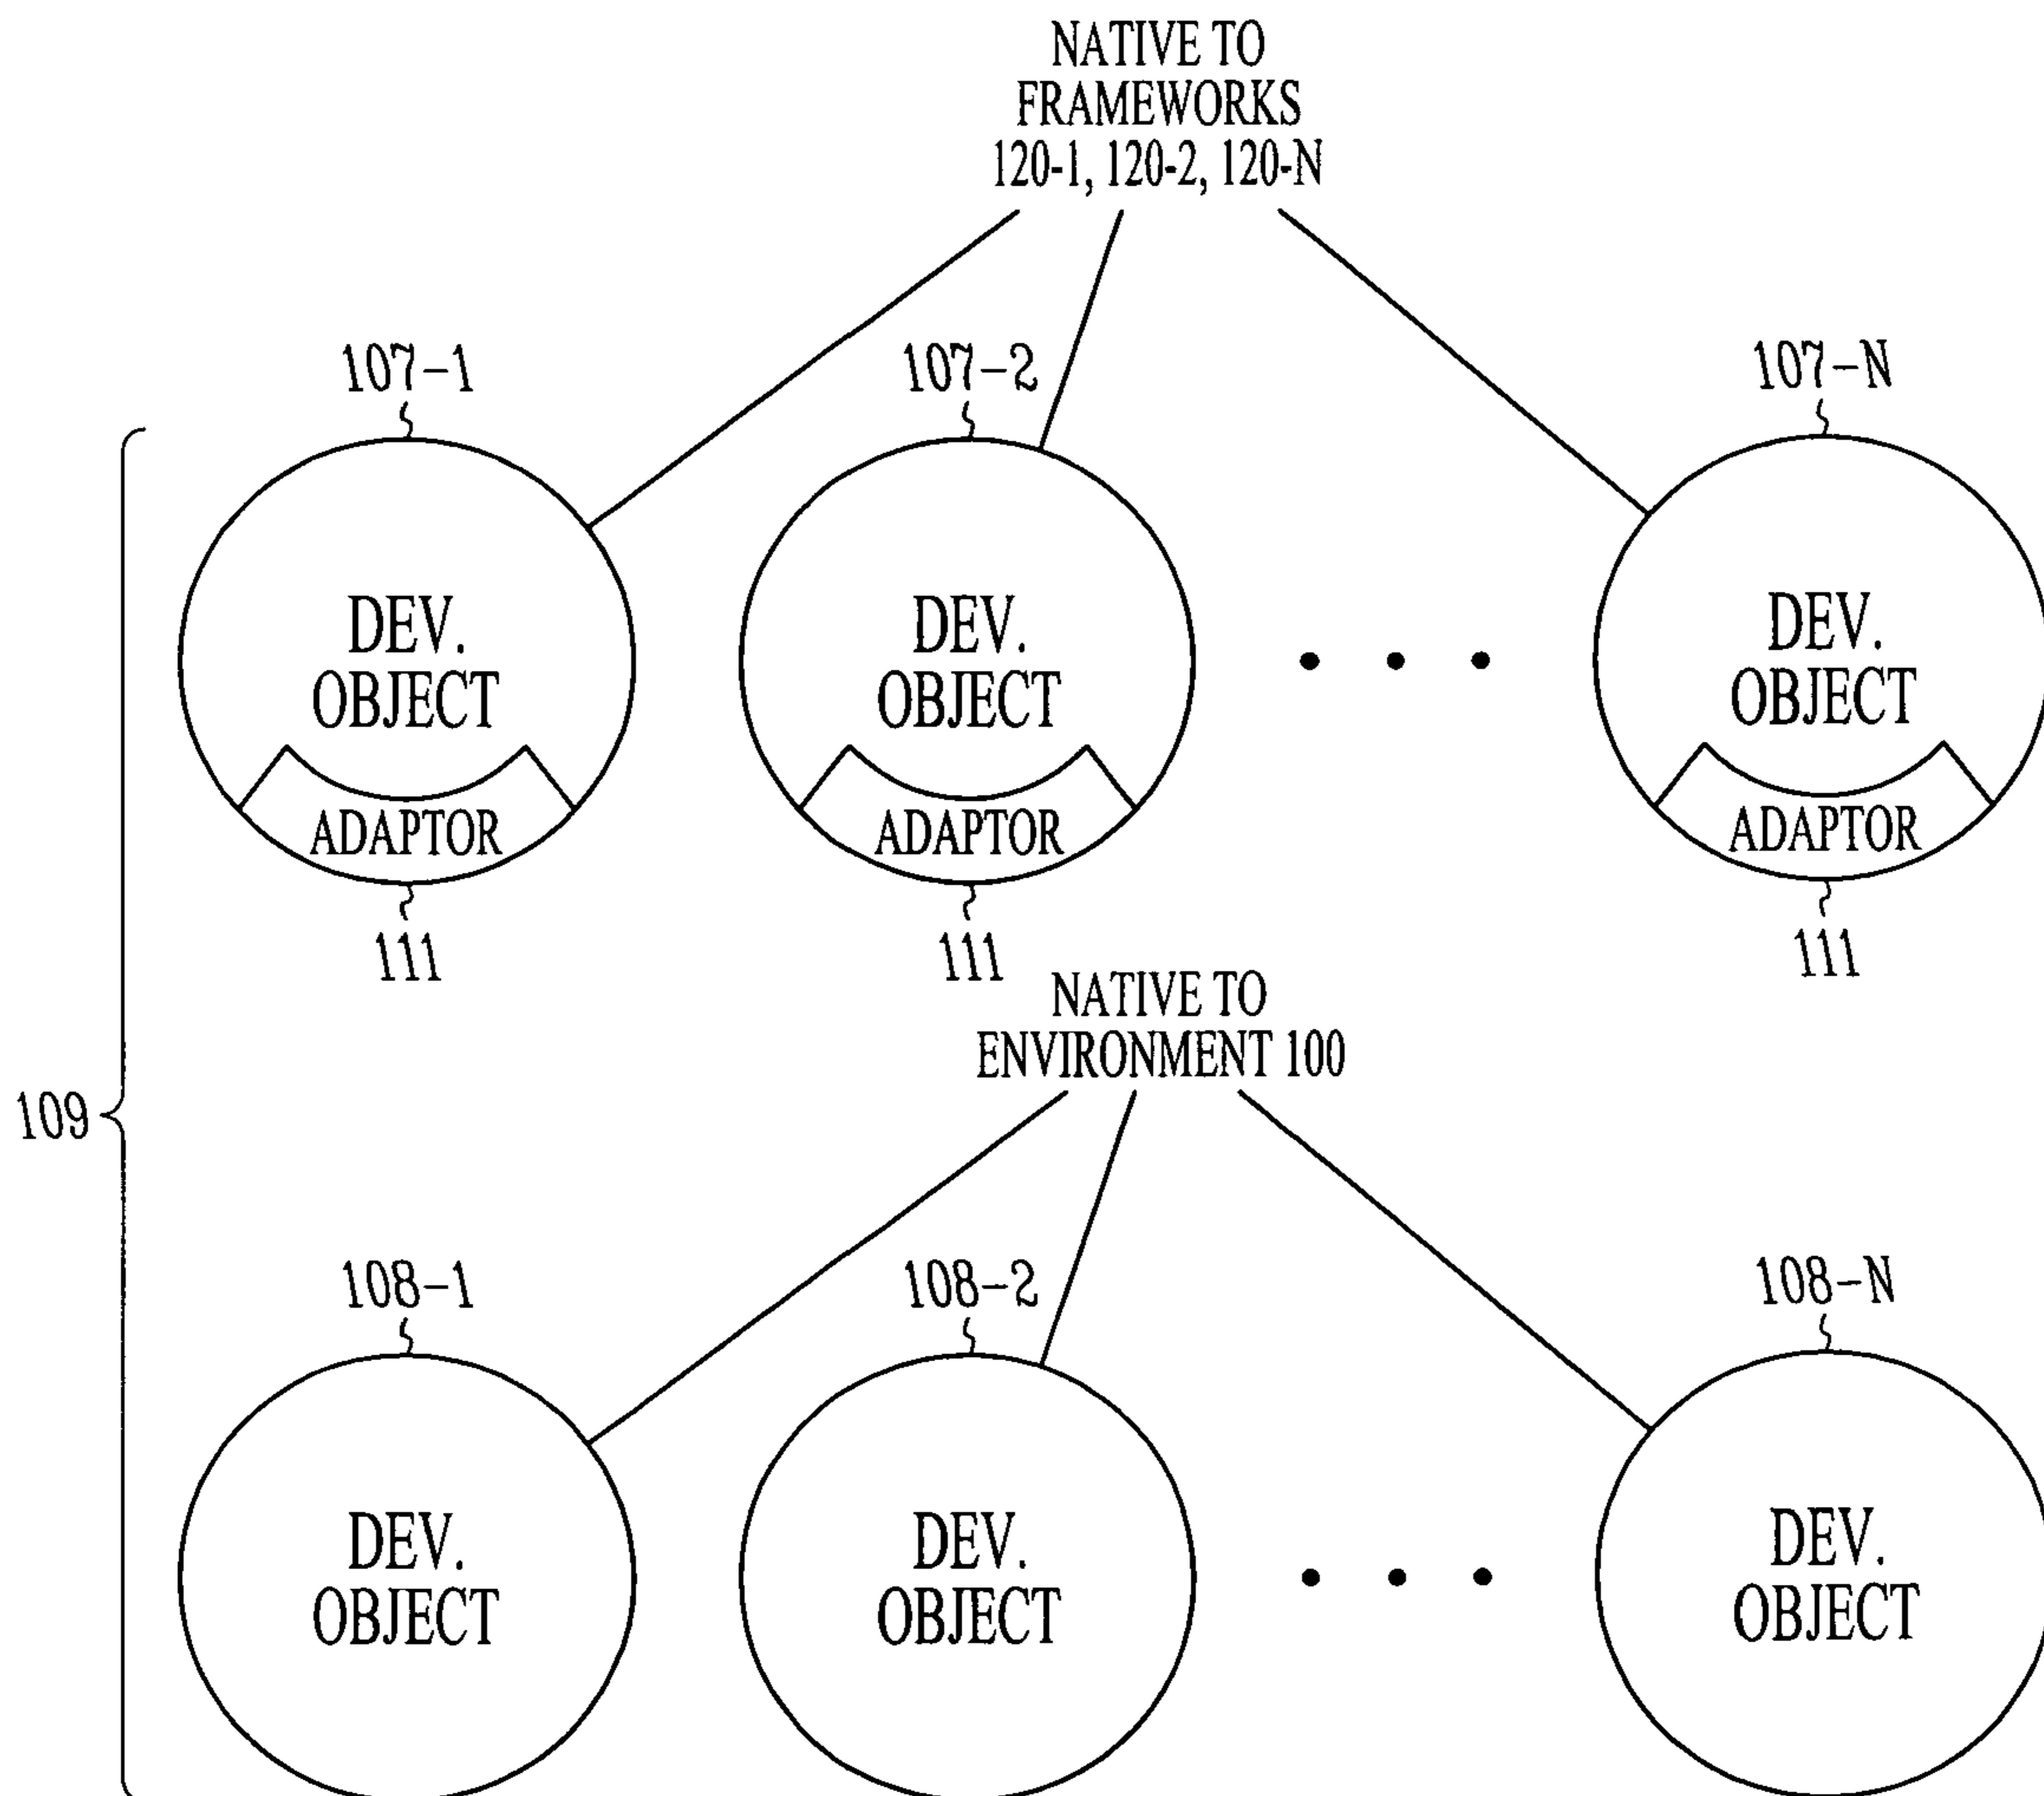 NATIVE TO
FRAMEWORKS
120-1, 120-2, 120-N
107-1
107-2
107-N
DEV.
OBJECT
ADAPTOR
111
DEV.
OBJECT
ADAPTOR
111
DEV.
OBJECT
ADAPTOR
111
NATIVE TO
ENVIRONMENT 100
109
108-1
108-2
108-N
DEV.
OBJECT
DEV.
OBJECT
DEV.
OBJECT